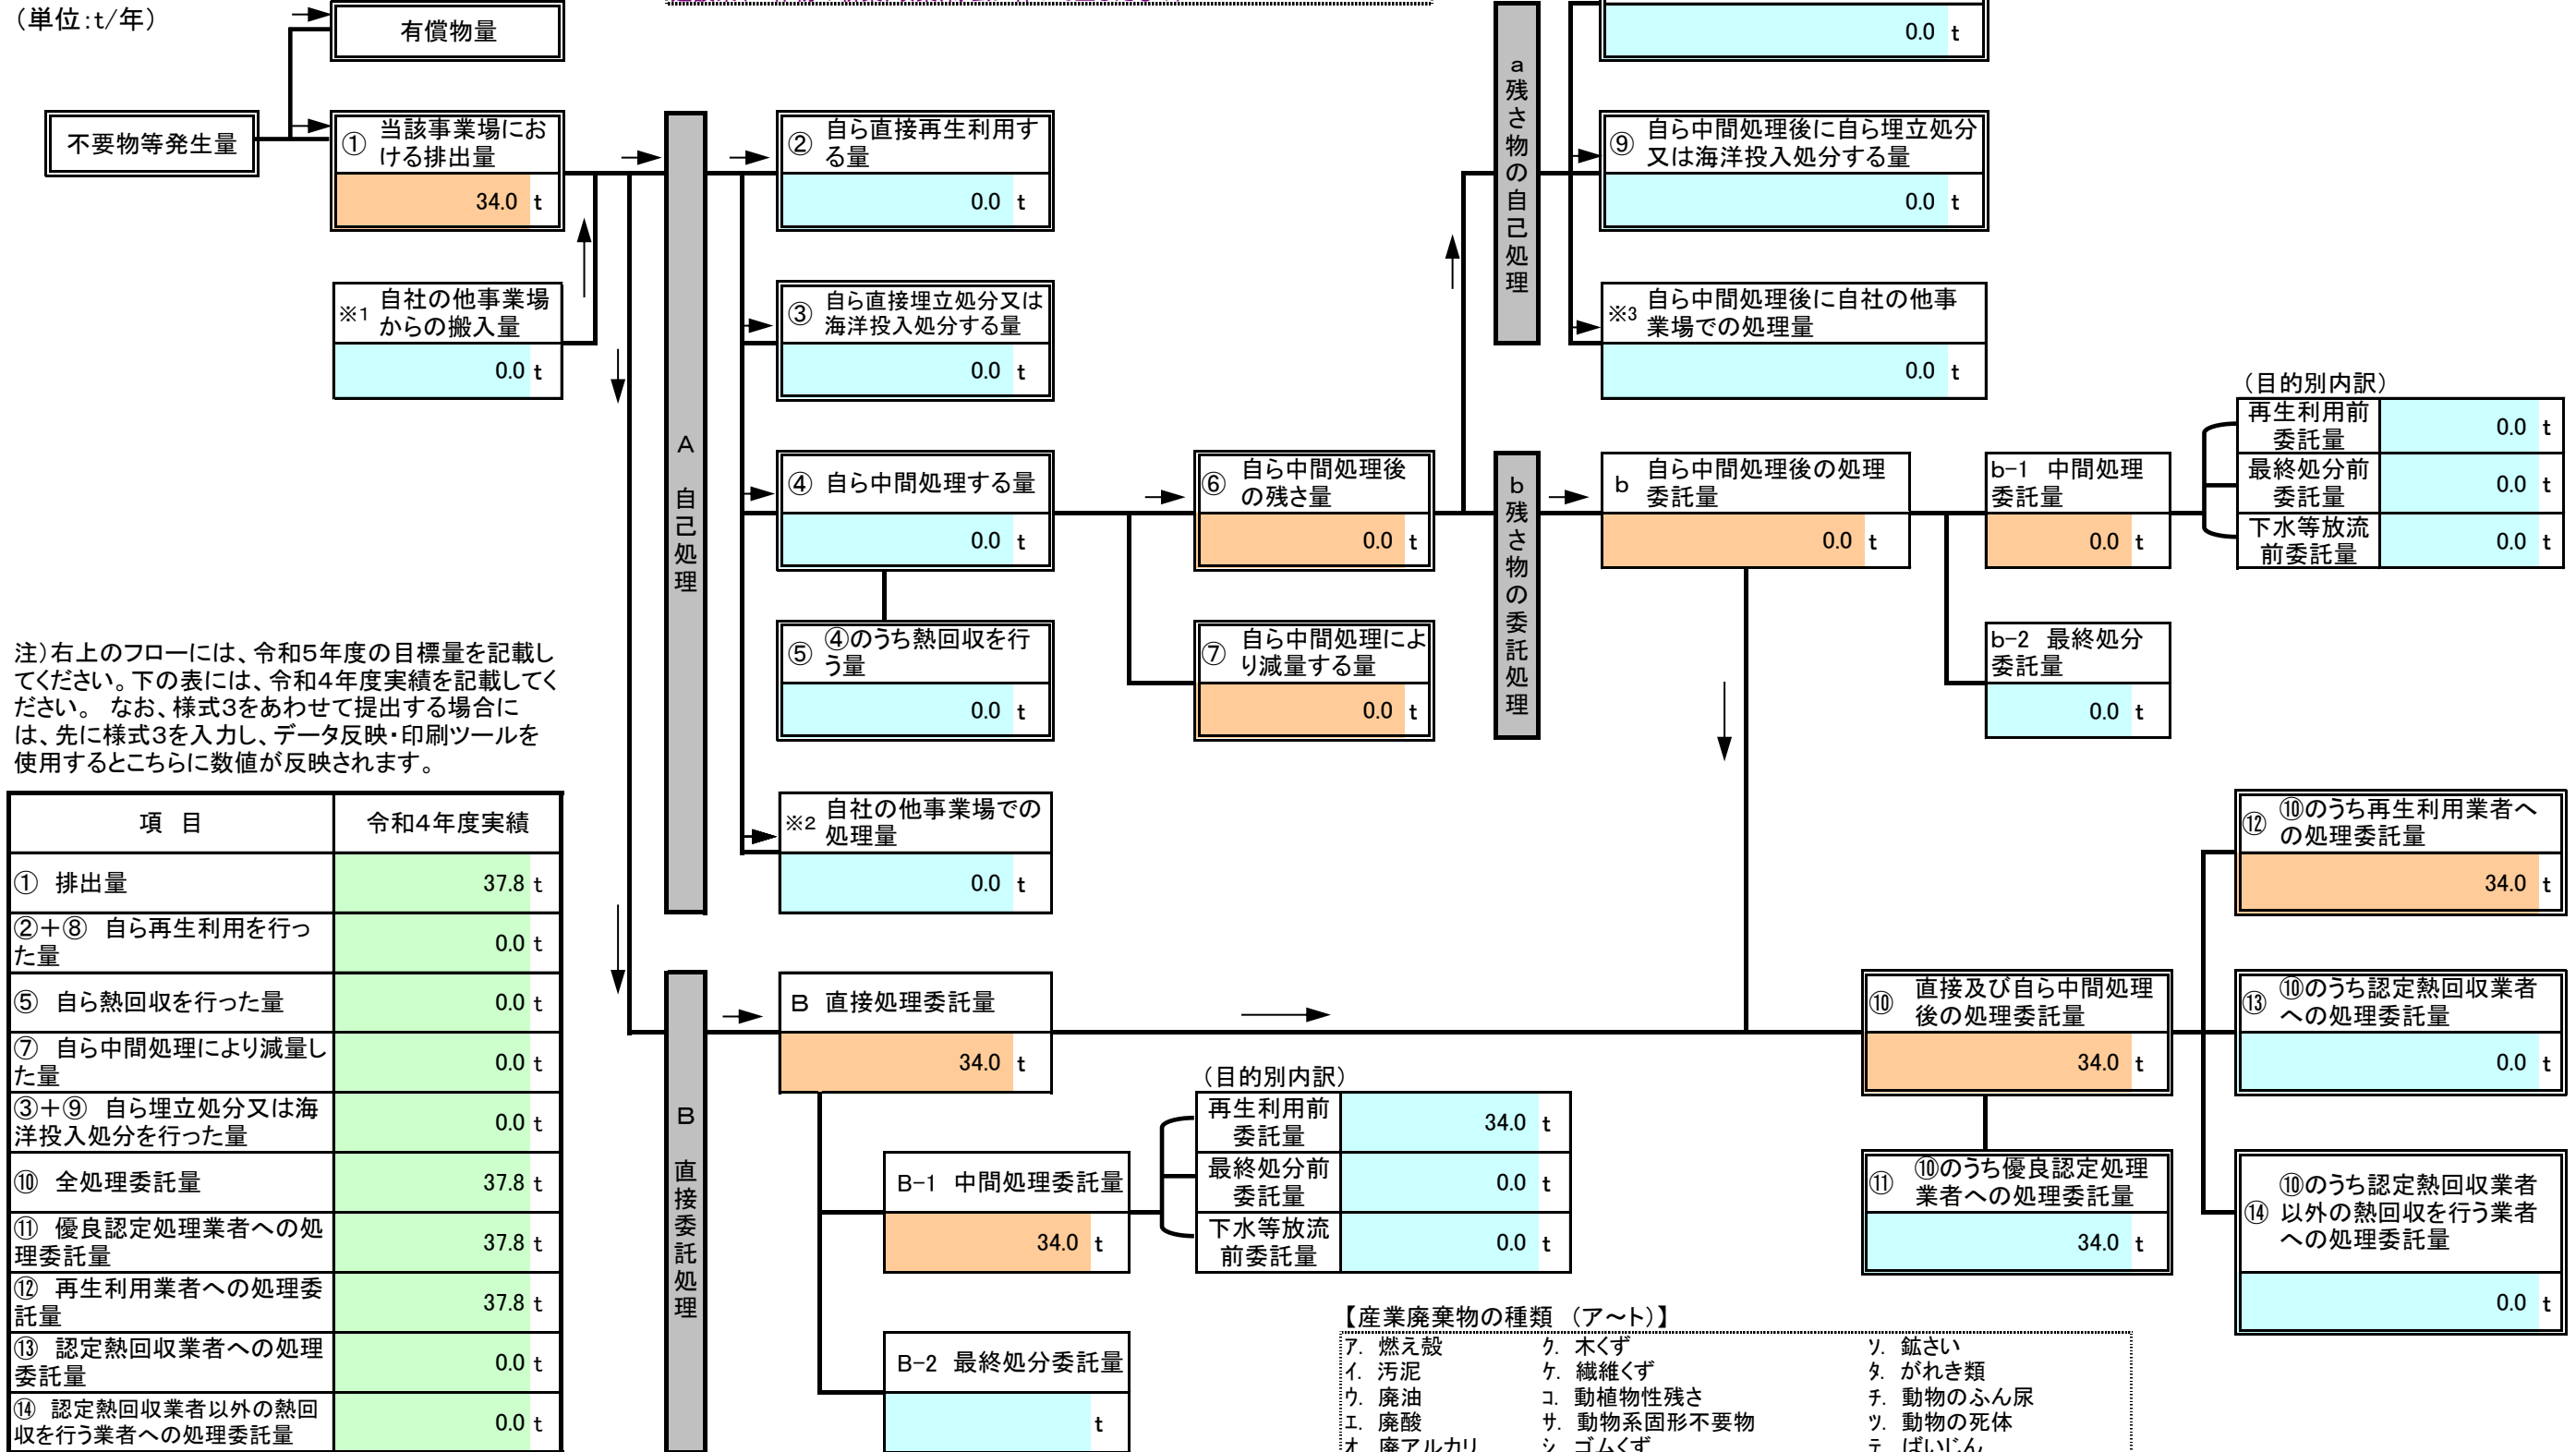 （単位：t/年）
有償物量
不要物等発生量
①
当該事業場にお
ける排出量
34.0 t
※1
自社の他事業場
からの搬入量
0.0 t
A 自己処理
②
自ら直接再生利用す
る量
0.0 t
③
自ら直接埋立処分又は
海洋投入処分する量
0.0 t
④ 自ら中間処理する量
0.0 t
⑤
④のうち熱回収を行
う量
0.0 t
※2
自社の他事業場での
処理量
0.0 t
⑥
自ら中間処理後
の残さ量
0.0 t
⑦
自ら中間処理によ
り減量する量
0.0 t
a 残さ物の自己処理
0.0 t
⑨
自ら中間処理後に自ら埋立処分
又は海洋投入処分する量
0.0 t
※3
自ら中間処理後に自社の他事
業場での処理量
0.0 t
b 残さ物の委託処理
b
自ら中間処理後の処理
委託量
0.0 t
b-1 中間処理
委託量
0.0 t
（目的別内訳）
再生利用前
委託量
0.0 t
最終処分前
委託量
0.0 t
下水等放流
前委託量
0.0 t
b-2 最終処分
委託量
0.0 t
注）右上のフローには、令和５年度の目標量を記載し
てください。下の表には、令和４年度実績を記載してく
ださい。 なお、様式３をあわせて提出する場合に
は、先に様式３を入力し、データ反映・印刷ツールを
使用するとこちらに数値が反映されます。
項 目 令和４年度実績
① 排出量 37.8 t
②＋⑧ 自ら再生利用を行っ
た量
0.0 t
⑤ 自ら熱回収を行った量 0.0 t
⑦ 自ら中間処理により減量し
た量
0.0 t
③＋⑨ 自ら埋立処分又は海
洋投入処分を行った量
0.0 t
⑩ 全処理委託量 37.8 t
⑪ 優良認定処理業者への処
理委託量
37.8 t
⑫ 再生利用業者への処理委
託量
37.8 t
⑬ 認定熱回収業者への処理
委託量
0.0 t
⑭ 認定熱回収業者以外の熱回
収を行う業者への処理委託量
0.0 t
B 直接委託処理
B 直接処理委託量
34.0 t
B-1 中間処理委託量
34.0 t
（目的別内訳）
再生利用前
委託量
34.0 t
最終処分前
委託量
0.0 t
下水等放流
前委託量
0.0 t
B-2 最終処分委託量
t
⑩
直接及び自ら中間処理
後の処理委託量
34.0 t
⑪
⑩のうち優良認定処理
業者への処理委託量
34.0 t
⑫
⑩のうち再生利用業者へ
の処理委託量
34.0 t
⑬
⑩のうち認定熱回収業者
への処理委託量
0.0 t
⑭
⑩のうち認定熱回収業者
以外の熱回収を行う業者
への処理委託量
0.0 t
【産業廃棄物の種類 （ア～ト）】
ｱ. 燃え殻 ｸ. 木くず ｿ. 鉱さい
ｲ. 汚泥 ｹ. 繊維くず ﾀ. がれき類
ｳ. 廃油 ｺ. 動植物性残さ ﾁ. 動物のふん尿
ｴ. 廃酸 ｻ. 動物系固形不要物 ﾂ. 動物の死体
ｵ. 廃アルカリ ｼ. ゴムくず ﾃ. ばいじん